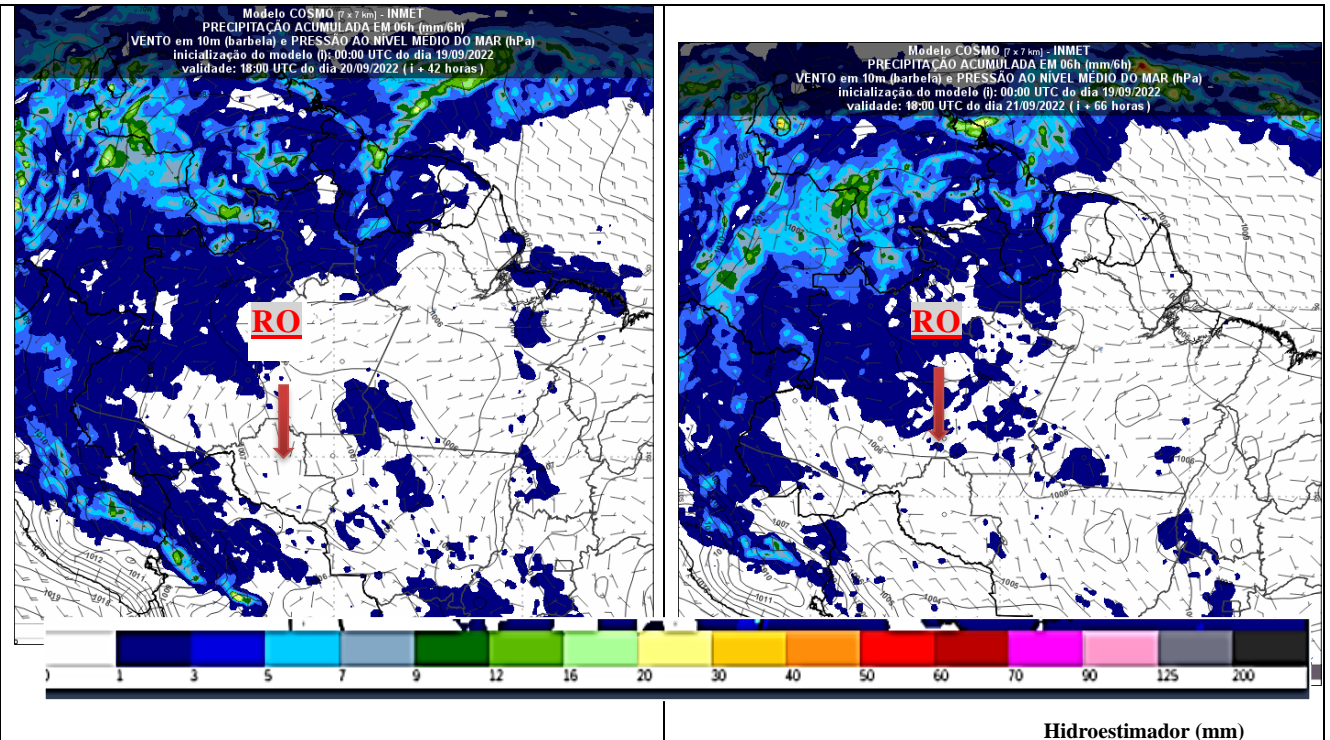 Modelo COSMO [7 x 7 km] - INMET
PRECIPITAÇÃO ACUMULADA EM 06h (mm/6h)
VENTO em 10m (barbela) e PRESSÃO AO NÍVEL MÉDIO DO MAR (hPa)
inicialização do modelo (i): 00:00 UTC do dia 19/09/2022
validade: 18:00 UTC do dia 20/09/2022 ( i + 42 horas )
RO
Modelo COSMO [7 x 7 km] - INMET
PRECIPITAÇÃO ACUMULADA EM 06h (mm/6h)
VENTO em 10m (barbela) e PRESSÃO AO NÍVEL MÉDIO DO MAR (hPa)
inicialização do modelo (i): 00:00 UTC do dia 19/09/2022
validade: 18:00 UTC do dia 21/09/2022 ( i + 66 horas )
RO
1 3 5 7 9 12 16 20 30 40 50 60 70 90 125 200
Hidroestimador (mm)